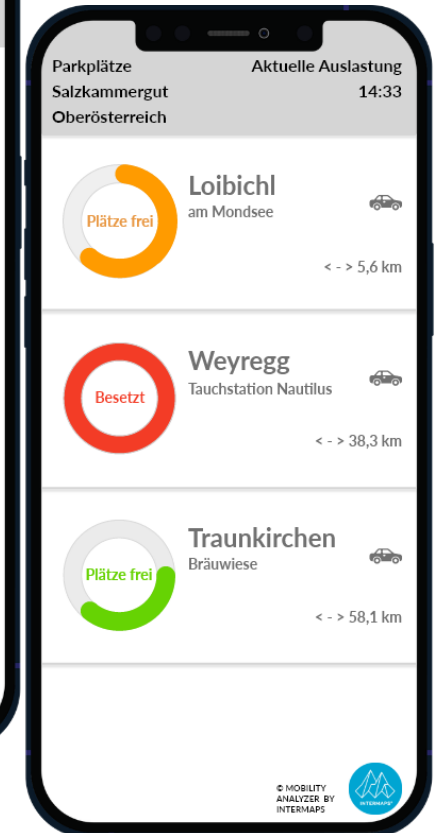 Parkplätze
Salzkammergut
Oberösterreich
Aktuelle Auslastung
14:33
Plätze frei
Loibichl
am Mondsee
< - > 5,6 km
Besetzt
Weyregg
Tauchstation Nautilus
< - > 38,3 km
Plätze frei
Traunkirchen
Bräuwiese
< - > 58,1 km
© MOBILITY
ANALYZER BY
INTERMAPS
INTERMAPS®